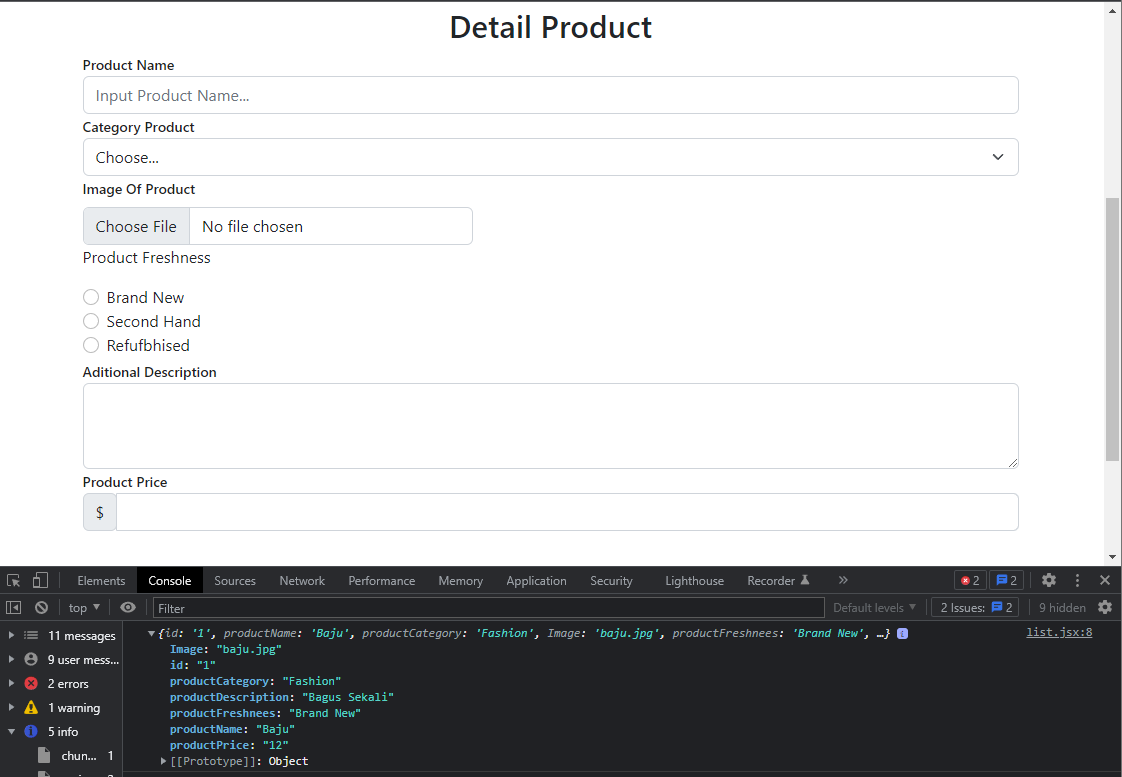 Detail Product
Product Name
Input Product Name...
Category Product
Choose...
Image Of Product
Choose File No file chosen
Product Freshness
Brand New
Second Hand
Refufbhised
Aditional Description
Product Price
$
Elements Console Sources Network Performance Memory Application Security Lighthouse Recorder » 2 2
top Filter Default levels 2 Issues: 2 9 hidden
11 messages
9 user mess...
2 errors
1 warning
5 info
chun... 1
{id: '1', productName: 'Baju', productCategory: 'Fashion', Image: 'baju.jpg', productFreshnees: 'Brand New', …} i list.jsx:8
Image: "baju.jpg"
id: "1"
productCategory: "Fashion"
productDescription: "Bagus Sekali"
productFreshnees: "Brand New"
productName: "Baju"
productPrice: "12"
[[Prototype]]: Object